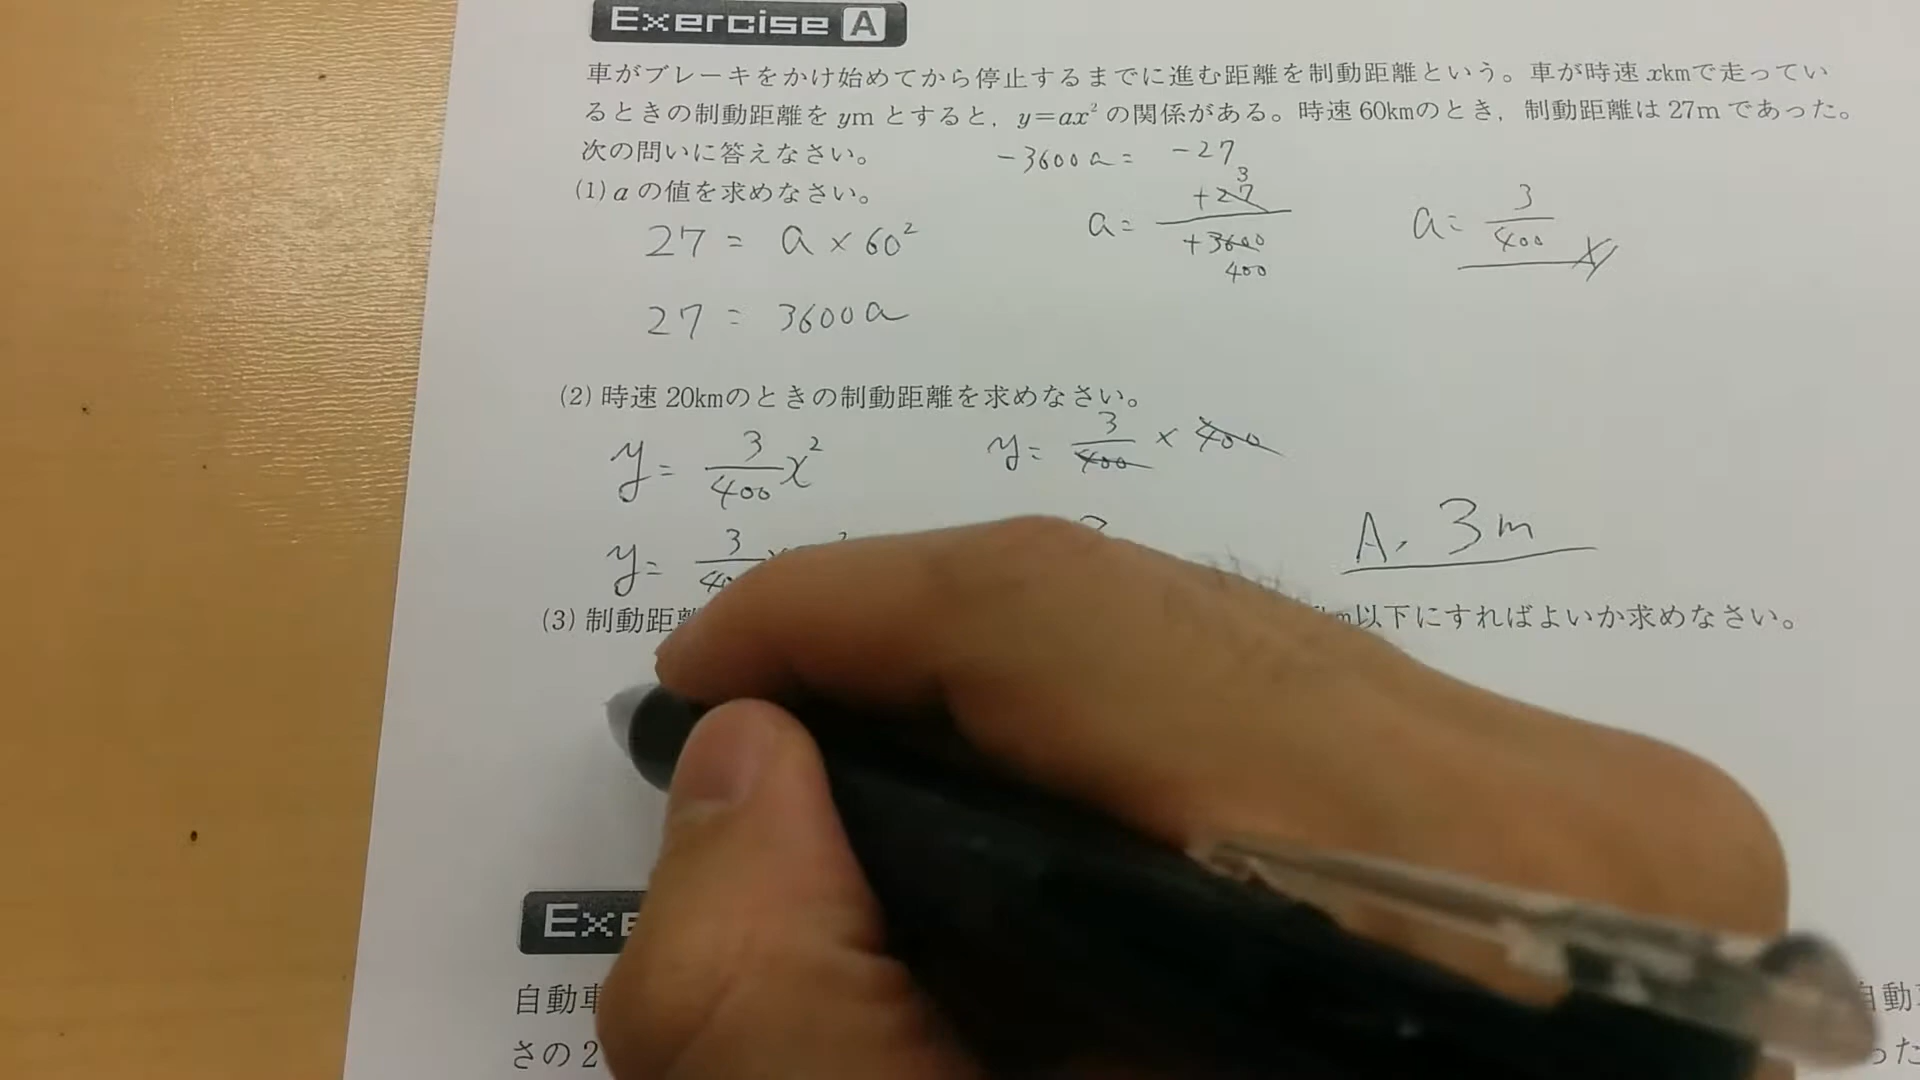 Exercise A
車がブレーキをかけ始めてから停止するまでに進む距離を制動距離という。車が時速 xkmで走ってい
るときの制動距離を ym とすると, y=ax² の関係がある。時速 60kmのとき, 制動距離は 27m であった。
次の問いに答えなさい。
-3600a = -27
(1) a の値を求めなさい。
27 = a × 60²
a = +27/+3600
3
400
a = 3/400
27 = 3600a
(2) 時速 20kmのときの制動距離を求めなさい。
y = 3/400 x²
y = 3/400 × 400
y = 3
A. 3m
(3) 制動距
以下にすればよいか求めなさい。
自動車
自動
さの 2
った